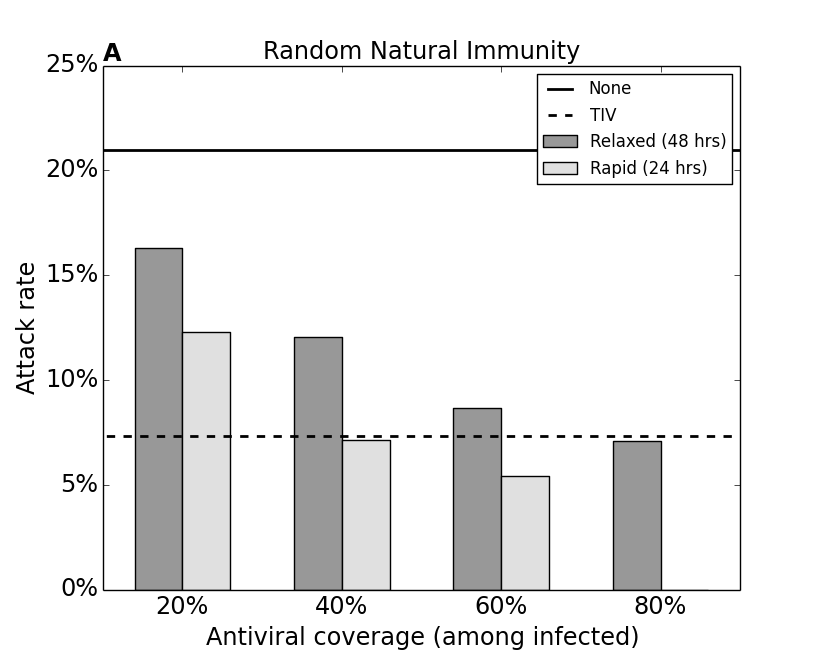 A
Random Natural Immunity
25%
20%
15%
10%
5%
0%
Attack rate
None
TIV
Relaxed (48 hrs)
Rapid (24 hrs)
20%
40%
60%
80%
Antiviral coverage (among infected)